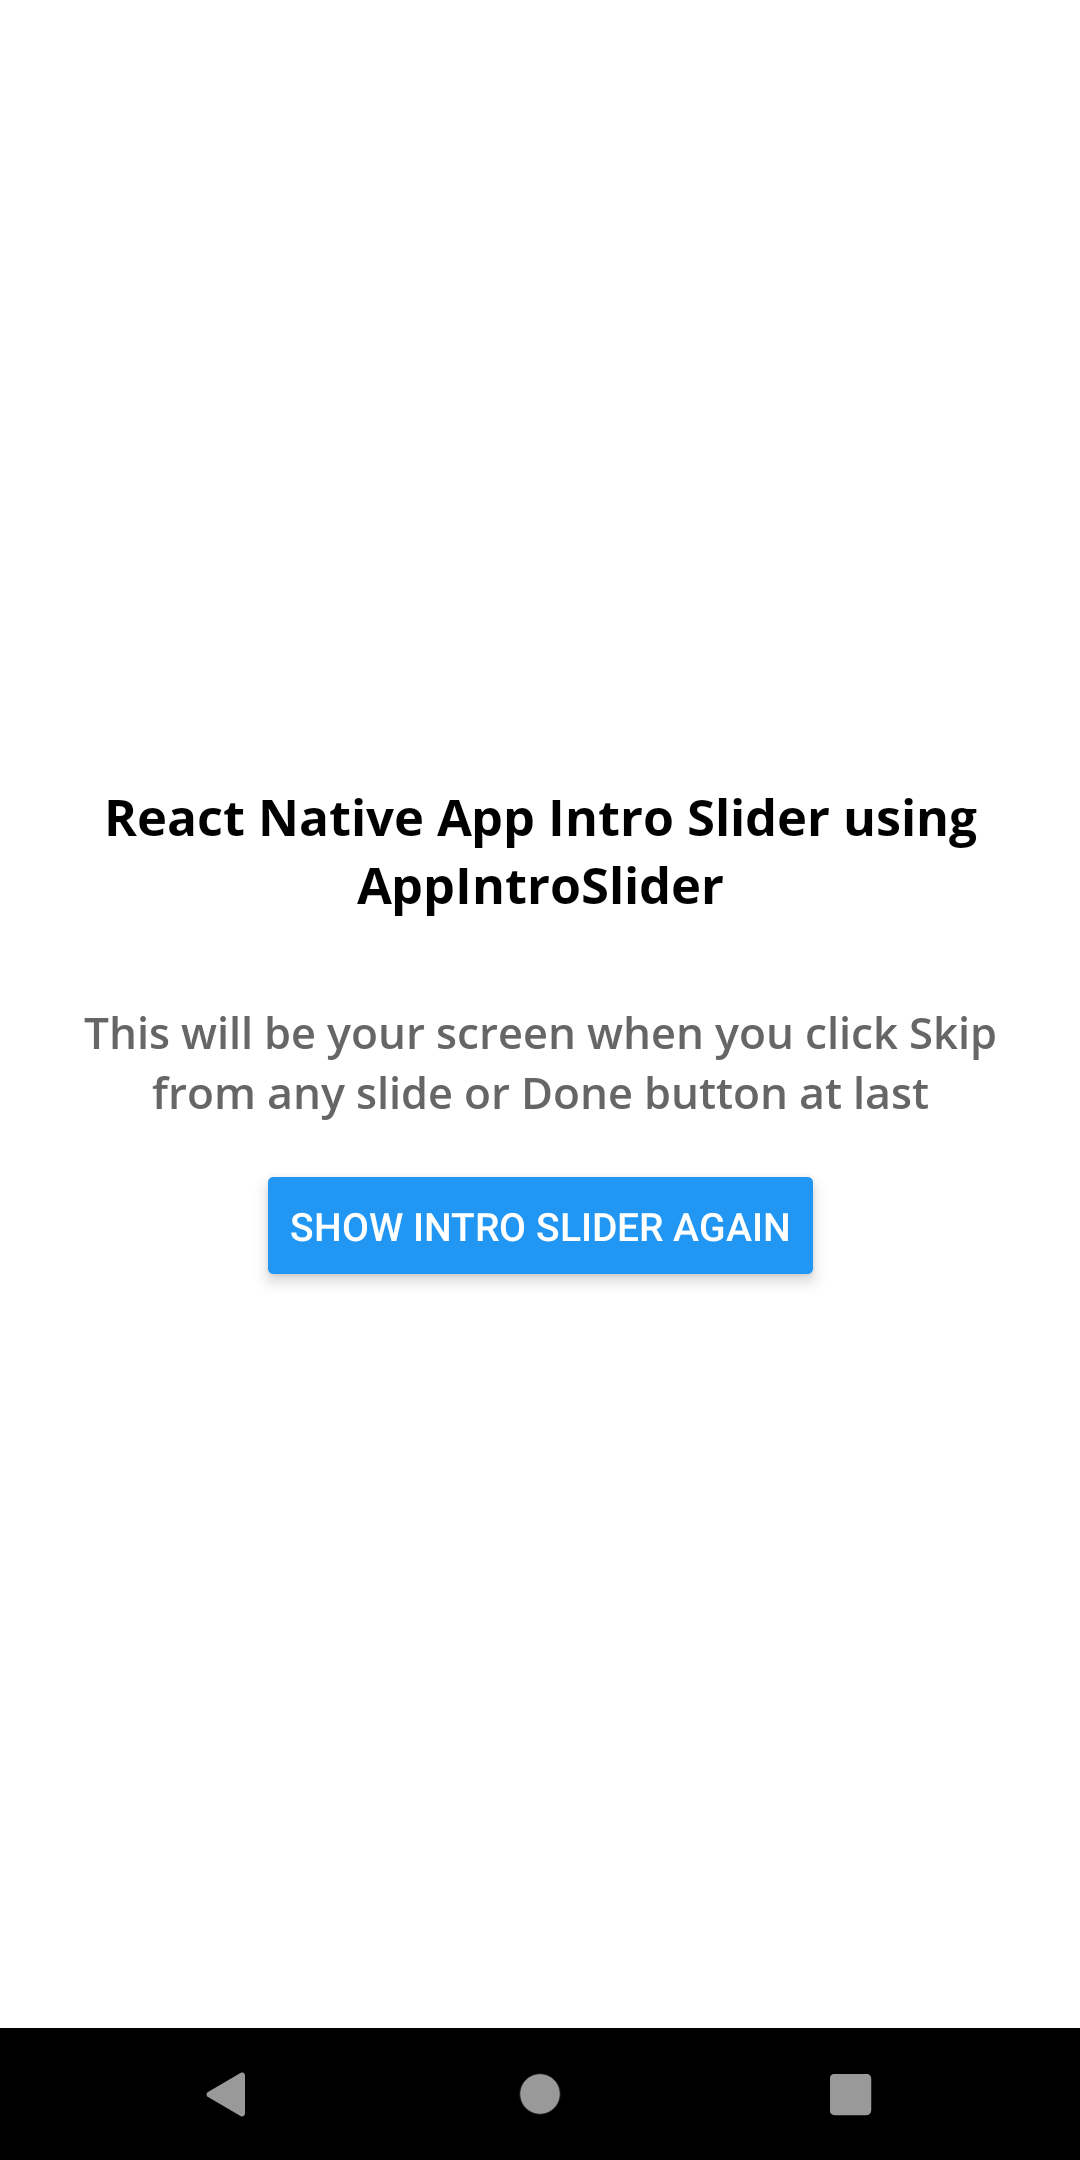 React Native App Intro Slider using
AppIntroSlider
This will be your screen when you click Skip
from any slide or Done button at last
SHOW INTRO SLIDER AGAIN